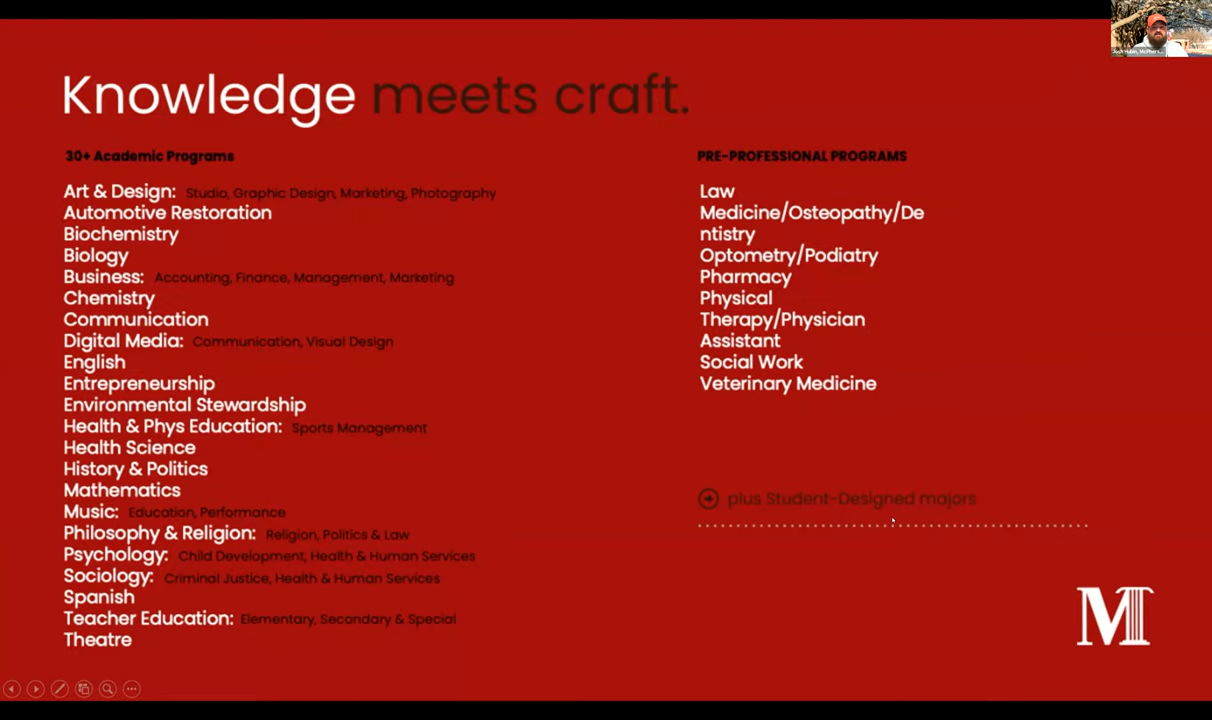 Knowledge meets craft.
30+ Academic Programs
Art & Design: Studio, Graphic Design, Marketing, Photography
Automotive Restoration
Biochemistry
Biology
Business: Accounting, Finance, Management, Marketing
Chemistry
Communication
Digital Media: Communication, Visual Design
English
Entrepreneurship
Environmental Stewardship
Health & Phys Education: Sports Management
Health Science
History & Politics
Mathematics
Music: Education, Performance
Philosophy & Religion: Religion, Politics & Law
Psychology: Child Development, Health & Human Services
Sociology: Criminal Justice, Health & Human Services
Spanish
Teacher Education: Elementary, Secondary & Special
Theatre
PRE-PROFESSIONAL PROGRAMS
Law
Medicine/Osteopathy/De
ntistry
Optometry/Podiatry
Pharmacy
Physical
Therapy/Physician
Assistant
Social Work
Veterinary Medicine
plus Student-Designed majors
M